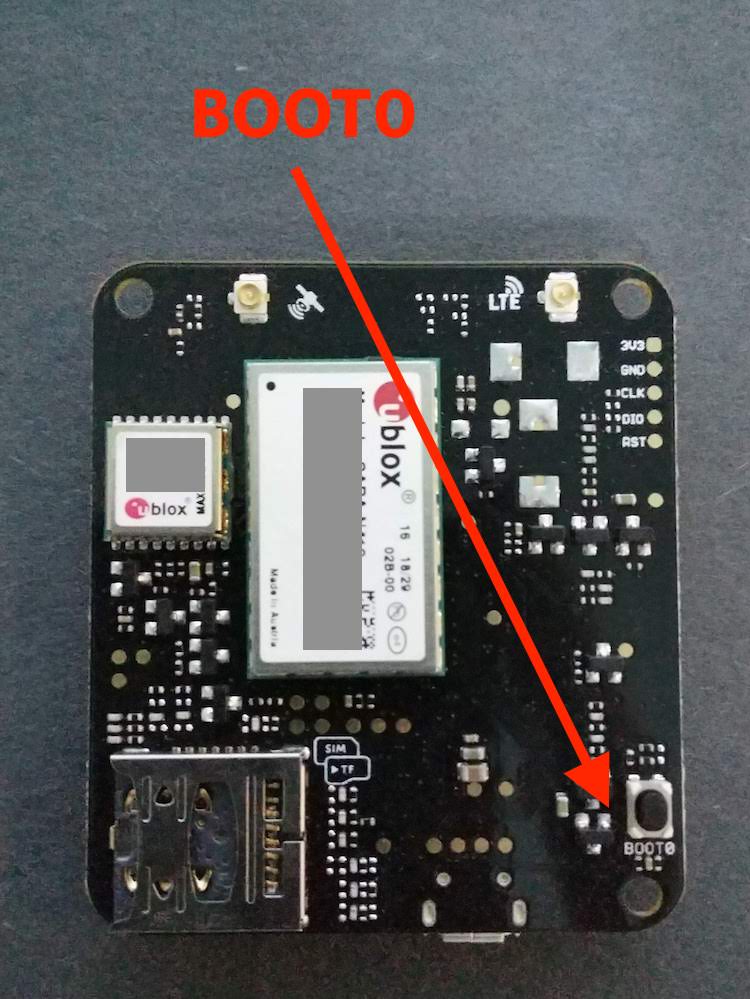 BOOT0
LTE
3V3
GND
CLK
DIO
RST
ublox®
16 18.29
02B-00
Made in Austria
ublox®
MAX
SIM
TF
BOOT0